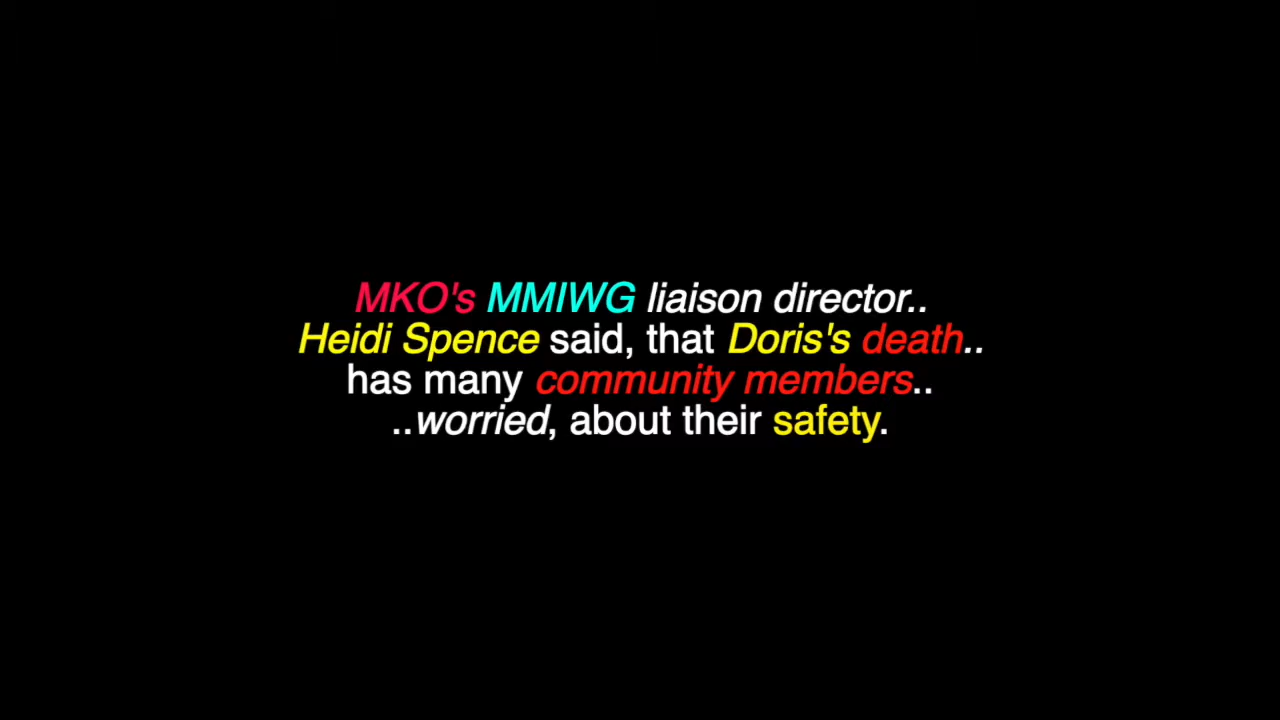 MKO's MMIWG liaison director..
Heidi Spence said, that Doris's death..
has many community members..
..worried, about their safety.